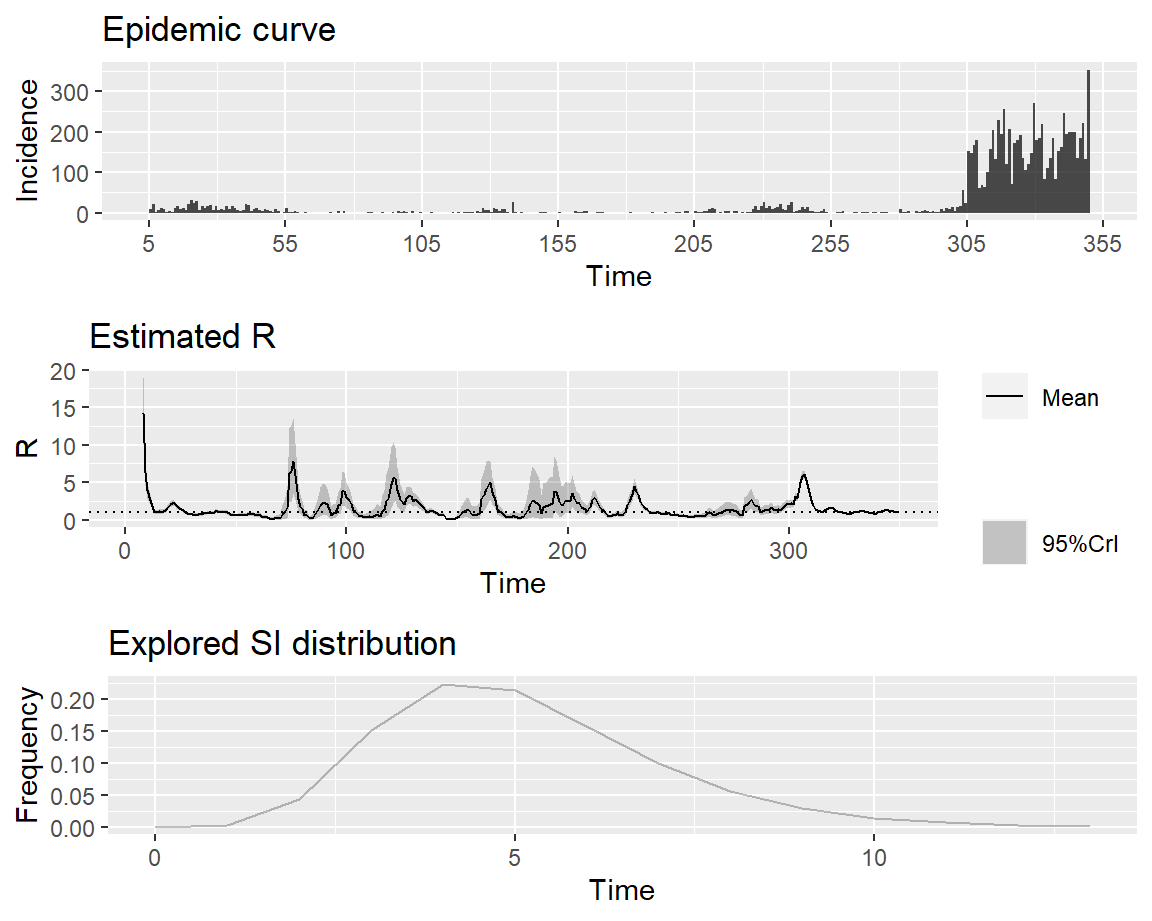 Epidemic curve
Incidence
300
200
100
0
5 55 105 155 205 255 305 355
Time
Estimated R
R
20
15
10
5
0
0 100 200 300
Time
Mean
95%CrI
Explored SI distribution
Frequency
0.20
0.15
0.10
0.05
0.00
0 5 10
Time